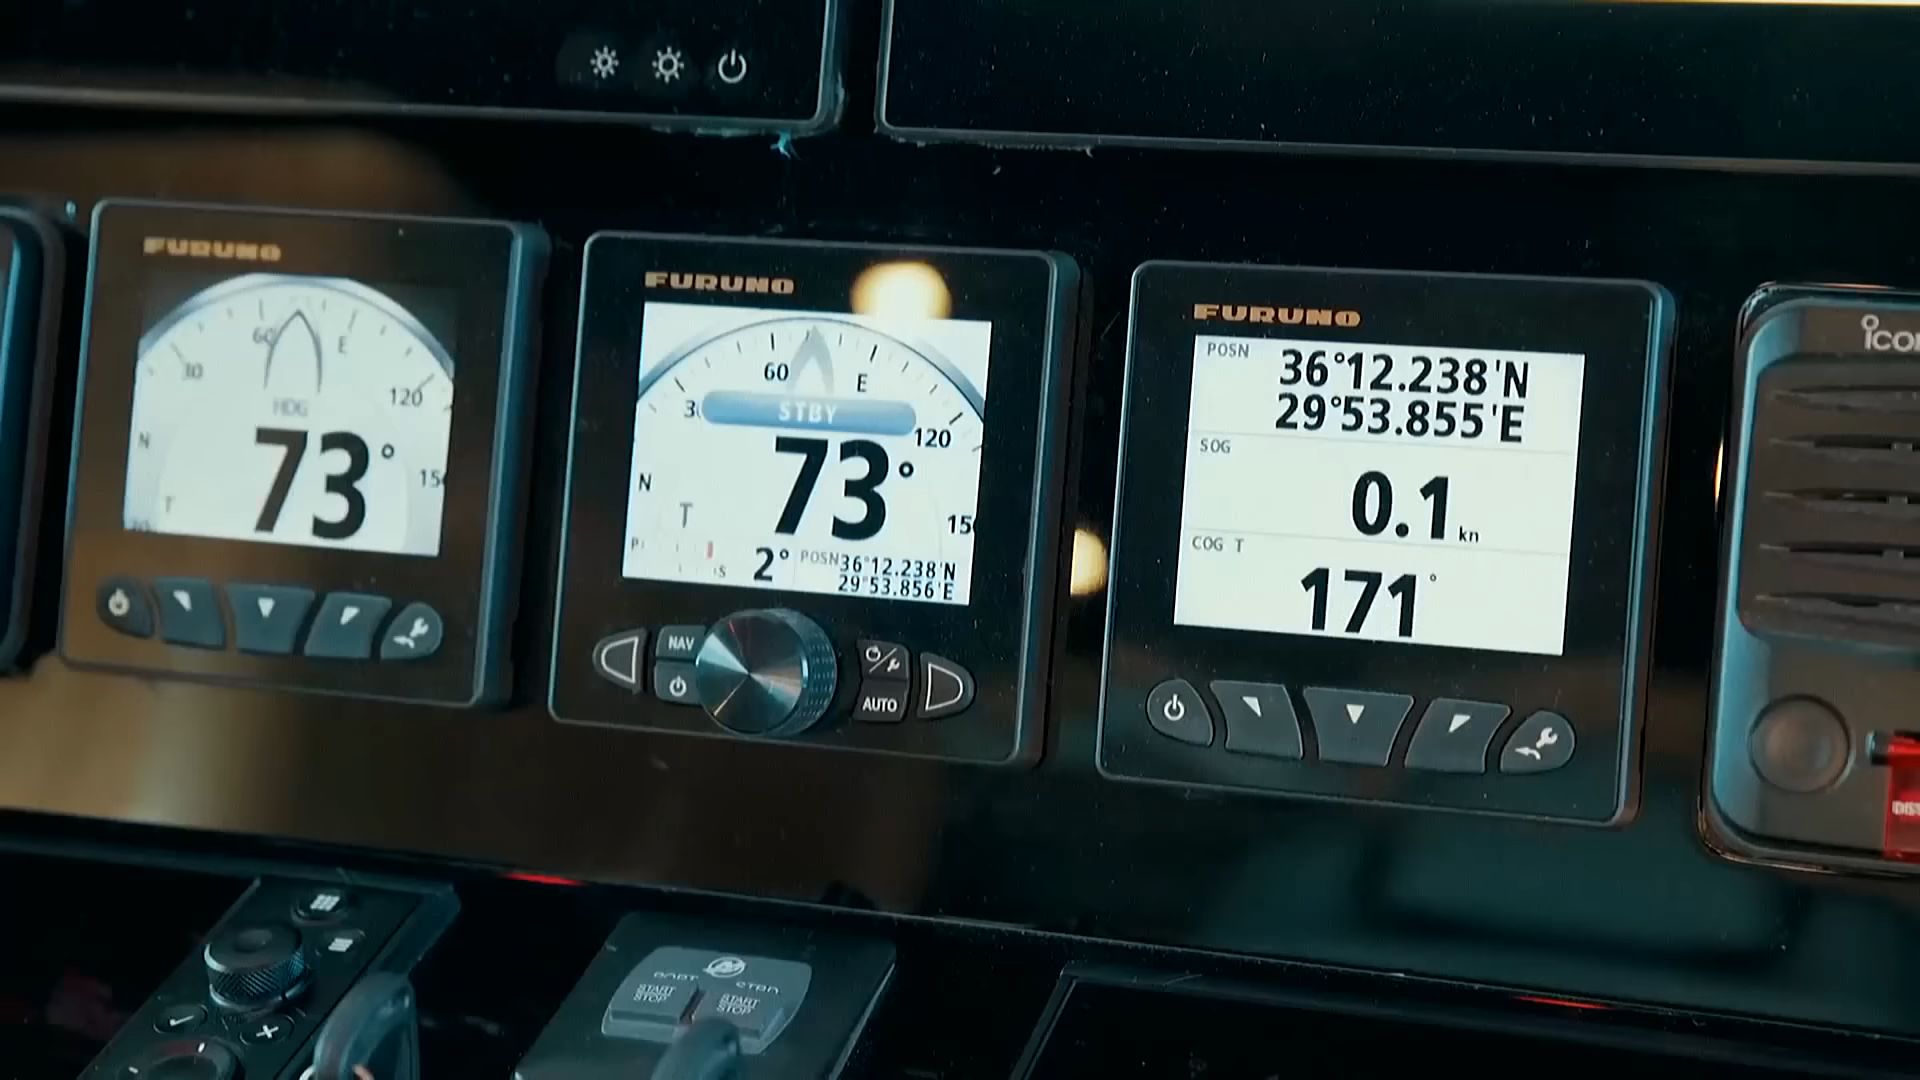 FURUNO
60
E
30
120
HDG
N
73°
15
T
FURUNO
60
E
3
STBY
120
73°
N
T
15
P
S
2°
POSN
36°12.238'N
29°53.856'E
NAV
AUTO
FURUNO
POSN
36°12.238'N
29°53.855'E
SOG
0.1 kn
COG T
171°
ICO
DIS
PORT
STBD
START
STOP
START
STOP